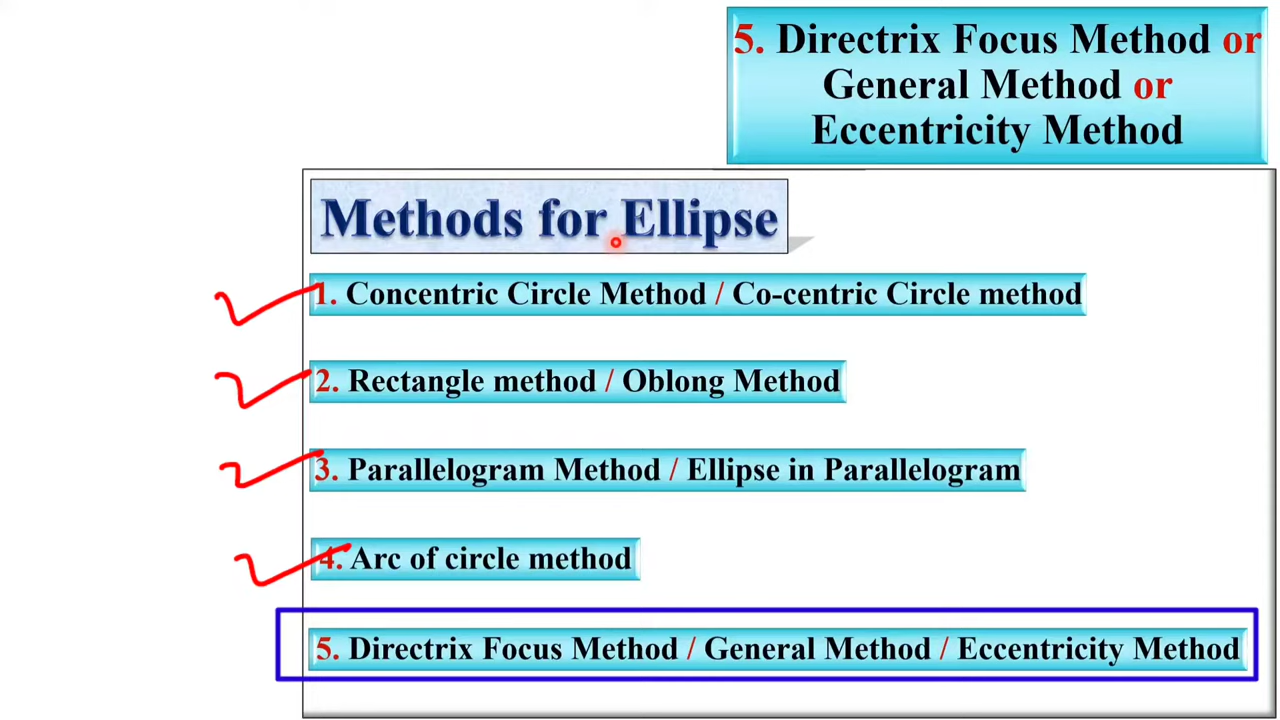 5. Directrix Focus Method or
General Method or
Eccentricity Method
Methods for Ellipse
1. Concentric Circle Method / Co-centric Circle method
2. Rectangle method / Oblong Method
3. Parallelogram Method / Ellipse in Parallelogram
4. Arc of circle method
5. Directrix Focus Method / General Method / Eccentricity Method